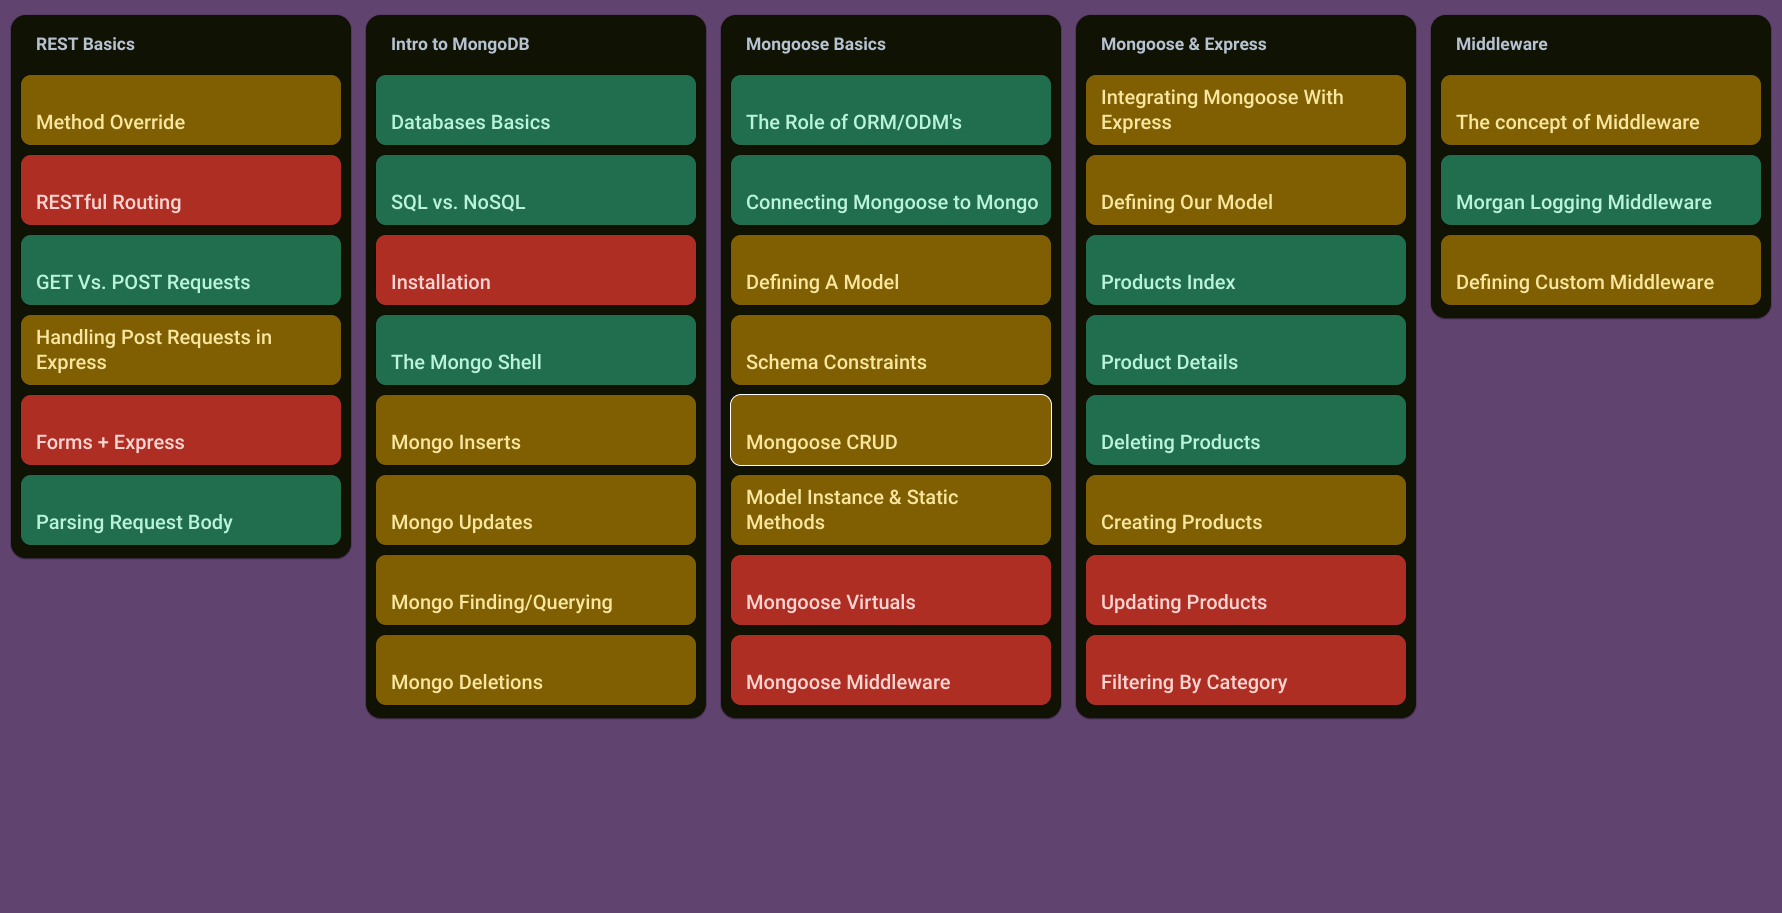 REST Basics
Method Override
RESTful Routing
GET Vs. POST Requests
Handling Post Requests in
Express
Forms + Express
Parsing Request Body
Intro to MongoDB
Databases Basics
SQL vs. NoSQL
Installation
The Mongo Shell
Mongo Inserts
Mongo Updates
Mongo Finding/Querying
Mongo Deletions
Mongoose Basics
The Role of ORM/ODM's
Connecting Mongoose to Mongo
Defining A Model
Schema Constraints
Mongoose CRUD
Model Instance & Static
Methods
Mongoose Virtuals
Mongoose Middleware
Mongoose & Express
Integrating Mongoose With
Express
Defining Our Model
Products Index
Product Details
Deleting Products
Creating Products
Updating Products
Filtering By Category
Middleware
The concept of Middleware
Morgan Logging Middleware
Defining Custom Middleware